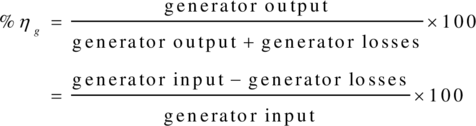 % η_g = generator output / generator output + generator losses × 100
= generator input − generator losses / generator input × 100